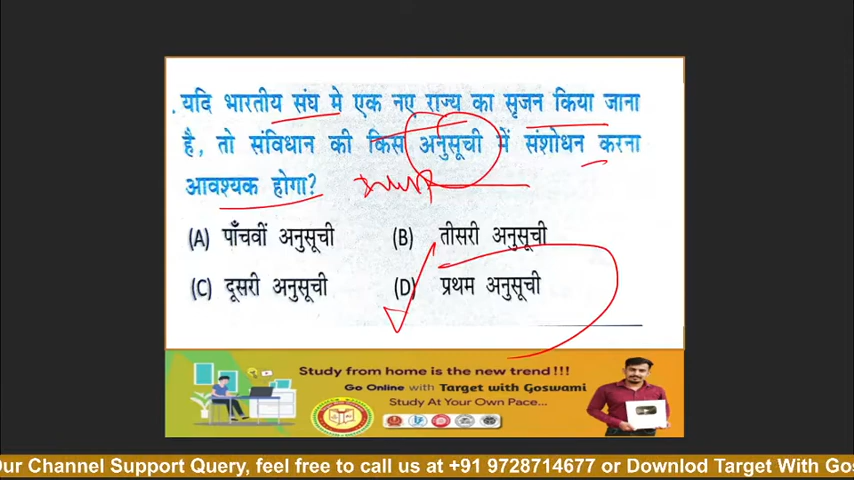 यदि भारतीय संघ मे एक नए राज्य का सृजन किया जाना
है, तो संविधान की किस अनुसूची में संशोधन करना
आवश्यक होगा?
(A) पाँचवीं अनुसूची (B) तीसरी अनुसूची
(C) दूसरी अनुसूची (D) प्रथम अनुसूची
Study from home is the new trend !!!
Go Online with Target with Goswami
Study At Your Own Pace...
Our Channel Support Query, feel free to call us at +91 9728714677 or Downlod Target With Gos